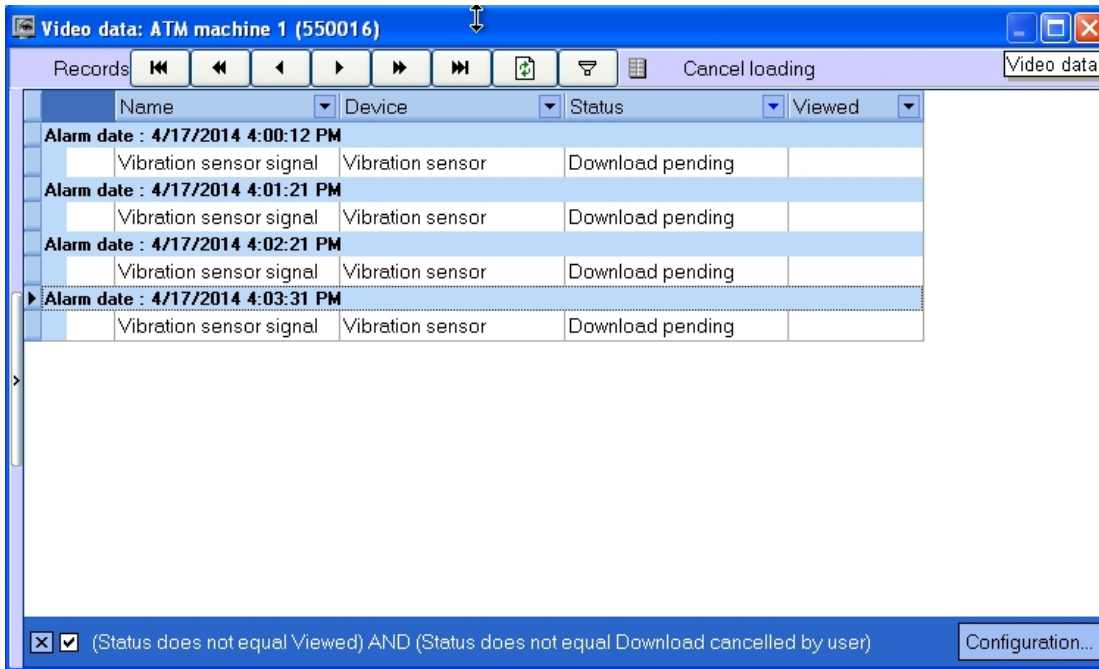 Video data: ATM machine 1 (550016)
Records Cancel loading Video data
Name Device Status Viewed
Alarm date : 4/17/2014 4:00:12 PM
Vibration sensor signal Vibration sensor Download pending
Alarm date : 4/17/2014 4:01:21 PM
Vibration sensor signal Vibration sensor Download pending
Alarm date : 4/17/2014 4:02:21 PM
Vibration sensor signal Vibration sensor Download pending
Alarm date : 4/17/2014 4:03:31 PM
Vibration sensor signal Vibration sensor Download pending
(Status does not equal Viewed) AND (Status does not equal Download cancelled by user) Configuration...